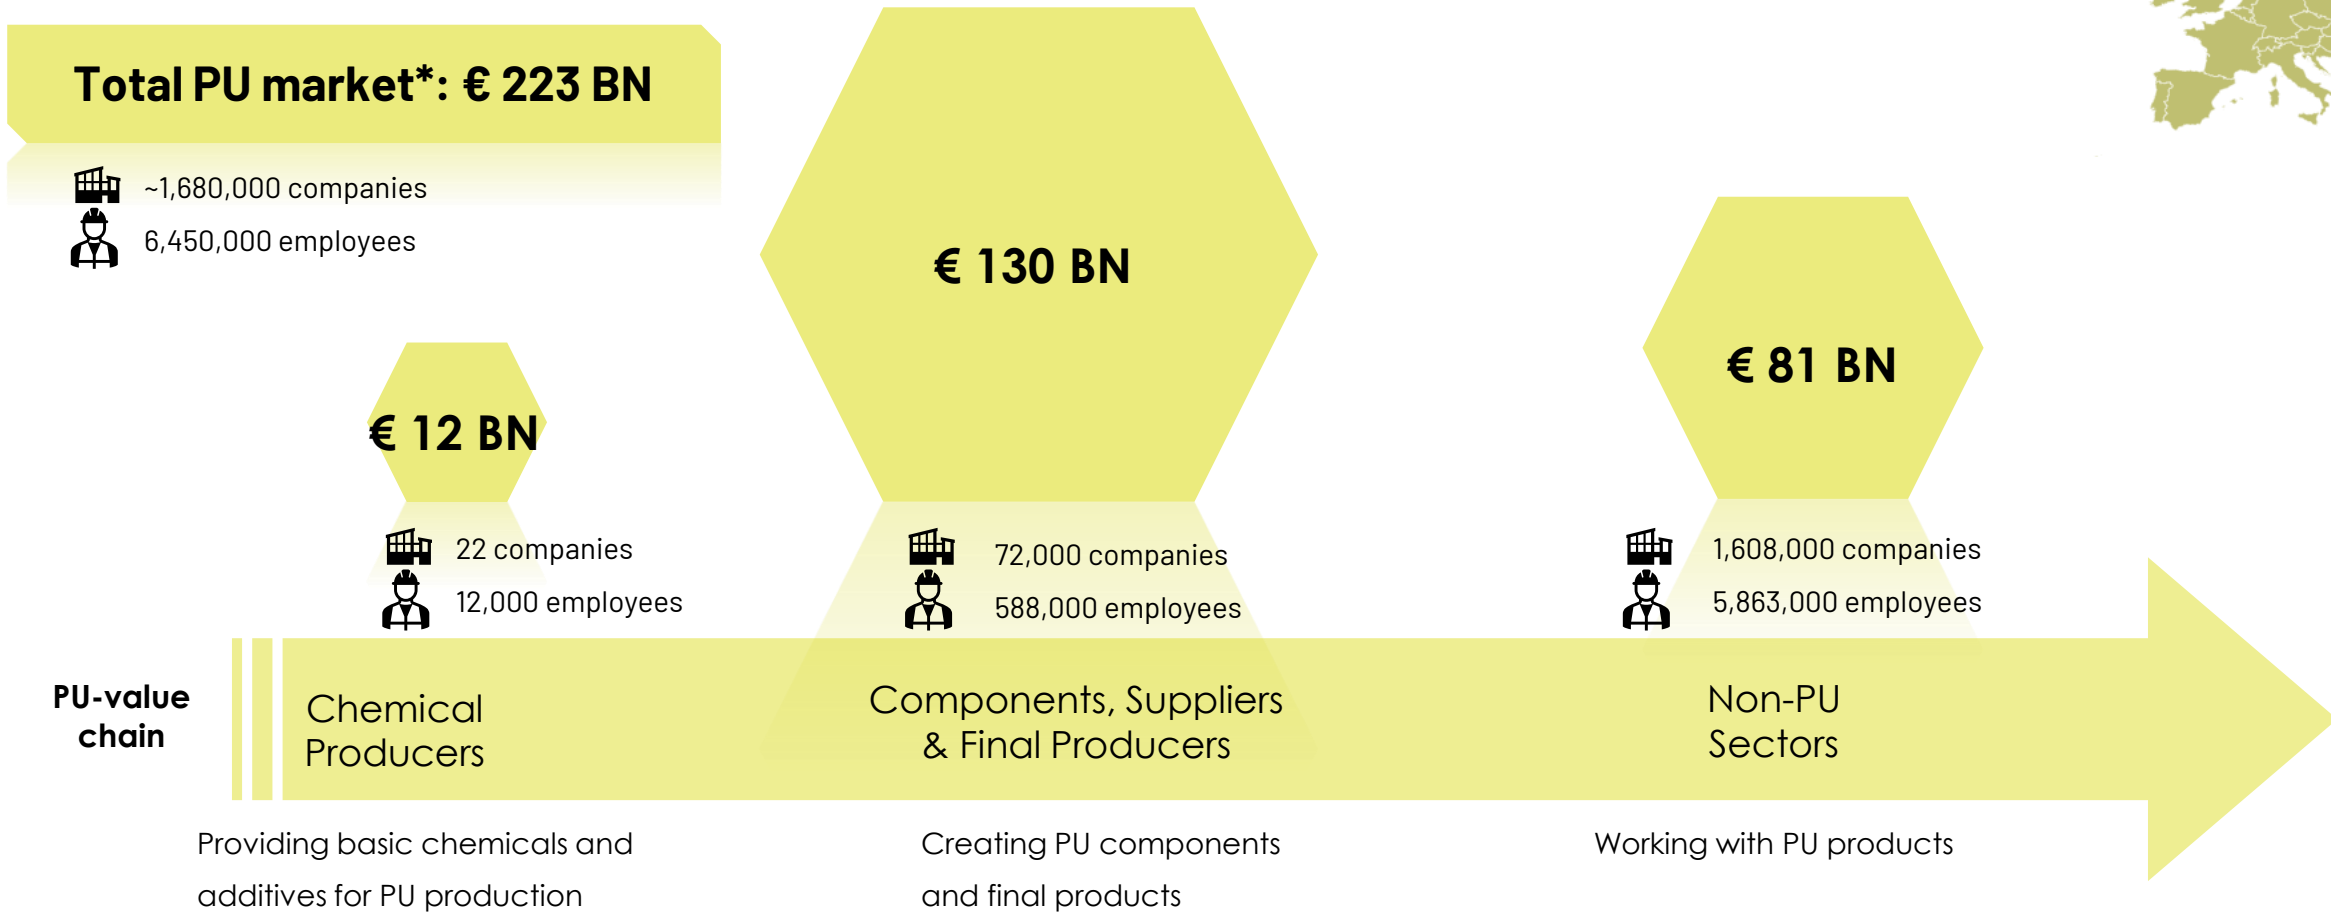 Total PU market*: € 223 BN
~1,680,000 companies
6,450,000 employees
€ 12 BN
22 companies
12,000 employees
€ 130 BN
72,000 companies
588,000 employees
€ 81 BN
1,608,000 companies
5,863,000 employees
PU-value
chain
Chemical
Producers
Components, Suppliers
& Final Producers
Non-PU
Sectors
Providing basic chemicals and
additives for PU production
Creating PU components
and final products
Working with PU products